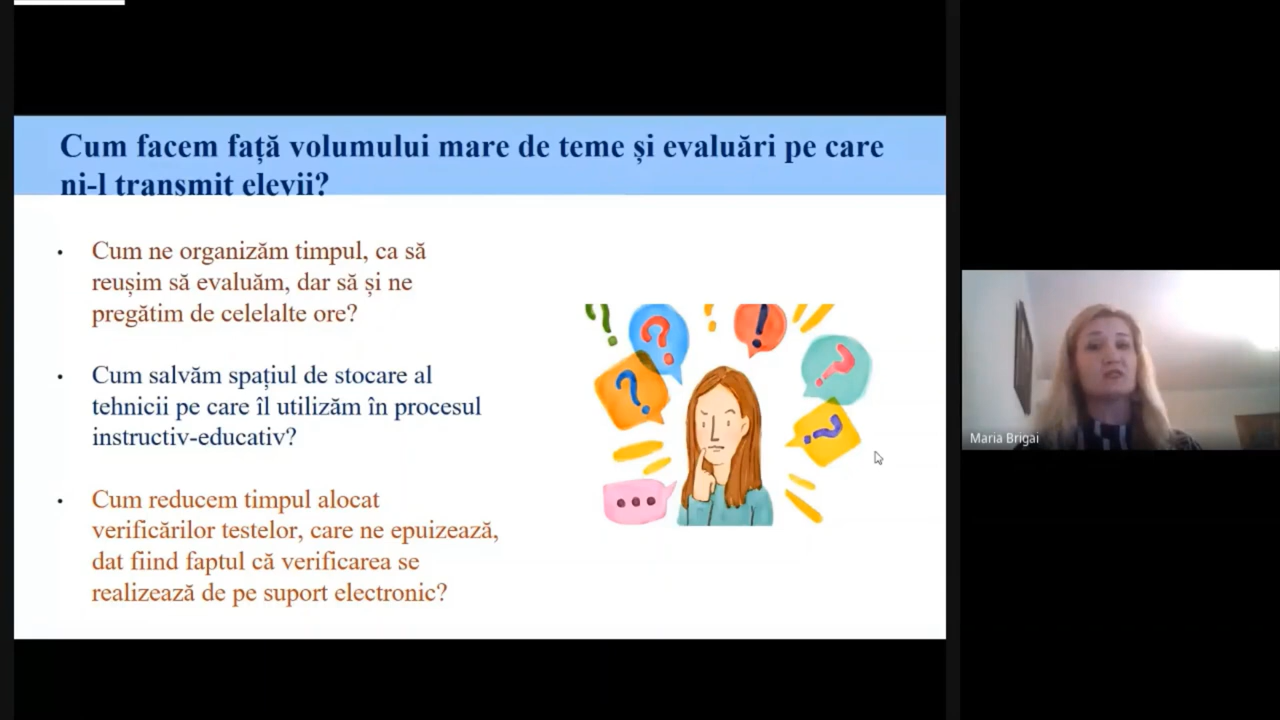 Cum facem față volumului mare de teme și evaluări pe care
ni-l transmit elevii?
• Cum ne organizăm timpul, ca să
reușim să evaluăm, dar să și ne
pregătim de celelalte ore?
• Cum salvăm spațiul de stocare al
tehnicii pe care îl utilizăm în procesul
instructiv-educativ?
• Cum reducem timpul alocat
verificărilor testelor, care ne epuizează,
dat fiind faptul că verificarea se
realizează de pe suport electronic?
Maria Brigai